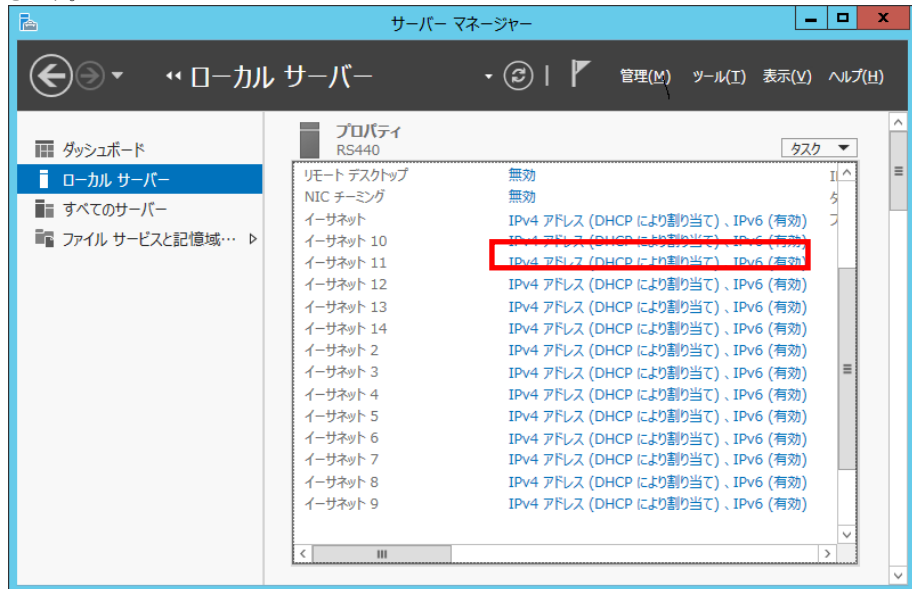 サーバー マネージャー
ローカル サーバー
管理(M) ツール(T) 表示(V) ヘルプ(H)
ダッシュボード
ローカル サーバー
すべてのサーバー
ファイル サービスと記憶域…
プロパティ
RS440
タスク
リモート デスクトップ 無効
NIC チーミング 無効
イーサネット IPv4 アドレス (DHCP により割り当て)、IPv6 (有効)
イーサネット 10 IPv4 アドレス (DHCP により割り当て)、IPv6 (有効)
イーサネット 11 IPv4 アドレス (DHCP により割り当て)、IPv6 (有効)
イーサネット 12 IPv4 アドレス (DHCP により割り当て)、IPv6 (有効)
イーサネット 13 IPv4 アドレス (DHCP により割り当て)、IPv6 (有効)
イーサネット 14 IPv4 アドレス (DHCP により割り当て)、IPv6 (有効)
イーサネット 2 IPv4 アドレス (DHCP により割り当て)、IPv6 (有効)
イーサネット 3 IPv4 アドレス (DHCP により割り当て)、IPv6 (有効)
イーサネット 4 IPv4 アドレス (DHCP により割り当て)、IPv6 (有効)
イーサネット 5 IPv4 アドレス (DHCP により割り当て)、IPv6 (有効)
イーサネット 6 IPv4 アドレス (DHCP により割り当て)、IPv6 (有効)
イーサネット 7 IPv4 アドレス (DHCP により割り当て)、IPv6 (有効)
イーサネット 8 IPv4 アドレス (DHCP により割り当て)、IPv6 (有効)
イーサネット 9 IPv4 アドレス (DHCP により割り当て)、IPv6 (有効)